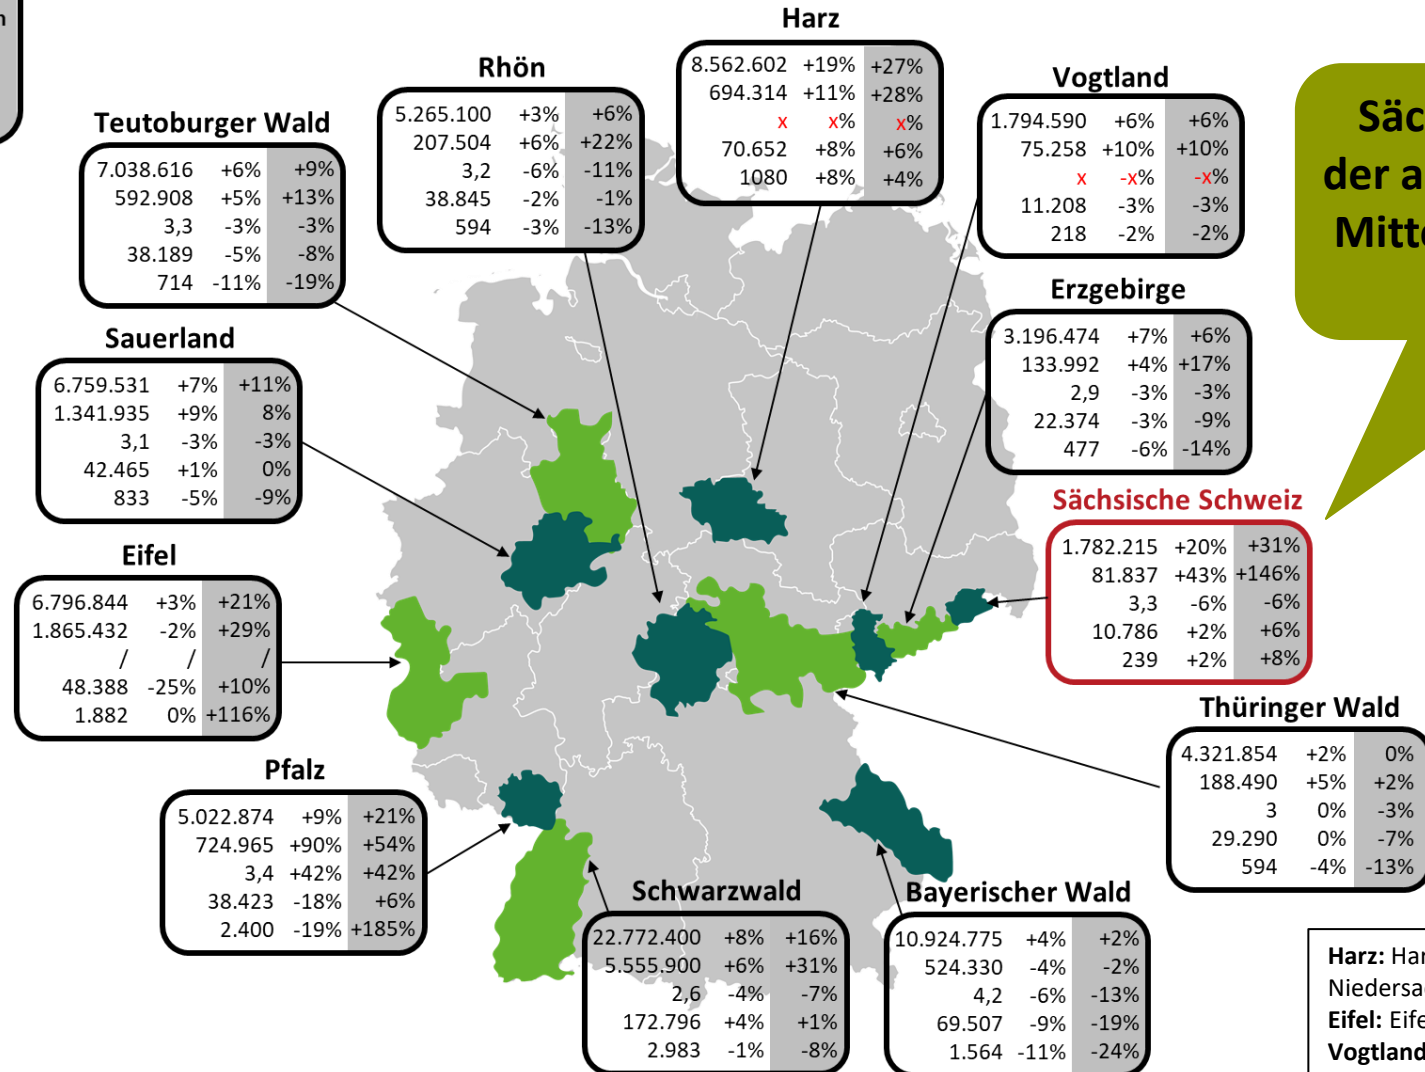 n
Harz
8.562.602 +19% +27%
694.314 +11% +28%
x x% x%
70.652 +8% +6%
1080 +8% +4%
Rhön
5.265.100 +3% +6%
207.504 +6% +22%
3,2 -6% -11%
38.845 -2% -1%
594 -3% -13%
Vogtland
1.794.590 +6% +6%
75.258 +10% +10%
x -x% -x%
11.208 -3% -3%
218 -2% -2%
Säc
der a
Mitte
Teutoburger Wald
7.038.616 +6% +9%
592.908 +5% +13%
3,3 -3% -3%
38.189 -5% -8%
714 -11% -19%
Erzgebirge
3.196.474 +7% +6%
133.992 +4% +17%
2,9 -3% -3%
22.374 -3% -9%
477 -6% -14%
Sauerland
6.759.531 +7% +11%
1.341.935 +9% 8%
3,1 -3% -3%
42.465 +1% 0%
833 -5% -9%
Sächsische Schweiz
1.782.215 +20% +31%
81.837 +43% +146%
3,3 -6% -6%
10.786 +2% +6%
239 +2% +8%
Eifel
6.796.844 +3% +21%
1.865.432 -2% +29%
/ / /
48.388 -25% +10%
1.882 0% +116%
Thüringer Wald
4.321.854 +2% 0%
188.490 +5% +2%
3 0% -3%
29.290 0% -7%
594 -4% -13%
Pfalz
5.022.874 +9% +21%
724.965 +90% +54%
3,4 +42% +42%
38.423 -18% +6%
2.400 -19% +185%
Schwarzwald
22.772.400 +8% +16%
5.555.900 +6% +31%
2,6 -4% -7%
172.796 +4% +1%
2.983 -1% -8%
Bayerischer Wald
10.924.775 +4% +2%
524.330 -4% -2%
4,2 -6% -13%
69.507 -9% -19%
1.564 -11% -24%
Harz: Har
Niedersa
Eifel: Eife
Vogtland